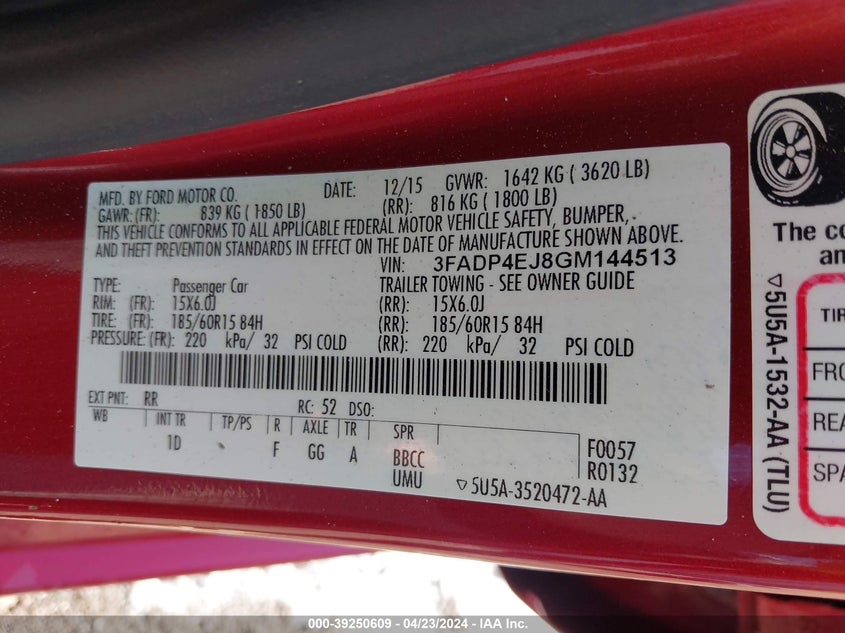 MFD. BY FORD MOTOR CO.
DATE: 12/15 GVWR: 1642 KG ( 3620 LB)
GAWR: (FR): 839 KG ( 1850 LB) (RR): 816 KG ( 1800 LB)
THIS VEHICLE CONFORMS TO ALL APPLICABLE FEDERAL MOTOR VEHICLE SAFETY, BUMPER,
AND THEFT PREVENTION STANDARDS IN EFFECT ON THE DATE OF MANUFACTURE SHOWN ABOVE.
VIN: 3FADP4EJ8GM144513
TYPE: Passenger Car TRAILER TOWING - SEE OWNER GUIDE
RIM: (FR): 15X6.0J (RR): 15X6.0J
TIRE: (FR): 185/60R15 84H (RR): 185/60R15 84H
PRESSURE: (FR): 220 kPa/ 32 PSI COLD (RR): 220 kPa/ 32 PSI COLD
EXT PNT: RR RC: 52 DSO:
WB INT TR TP/PS R AXLE TR SPR
1D F GG A BBCC
UMU
F0057
R0132
▽5U5A-3520472-AA
The co
an
▽5U5A-1532-AA (TLU)
TIR
FRO
REA
SPA
000-39250609 — 04/23/2024 — IAA Inc.